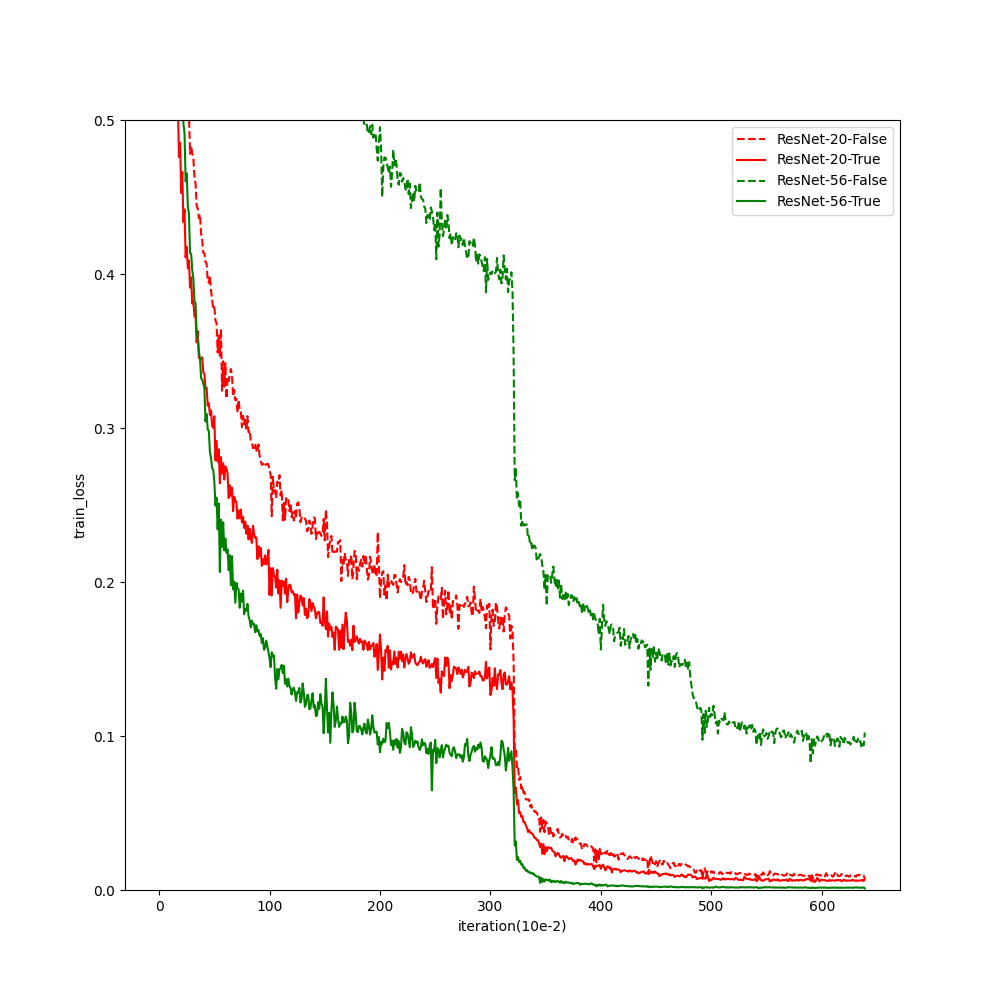 0.5
0.4
0.3
0.2
0.1
0.0
train_loss
0 100 200 300 400 500 600
iteration(10e-2)
ResNet-20-False
ResNet-20-True
ResNet-56-False
ResNet-56-True